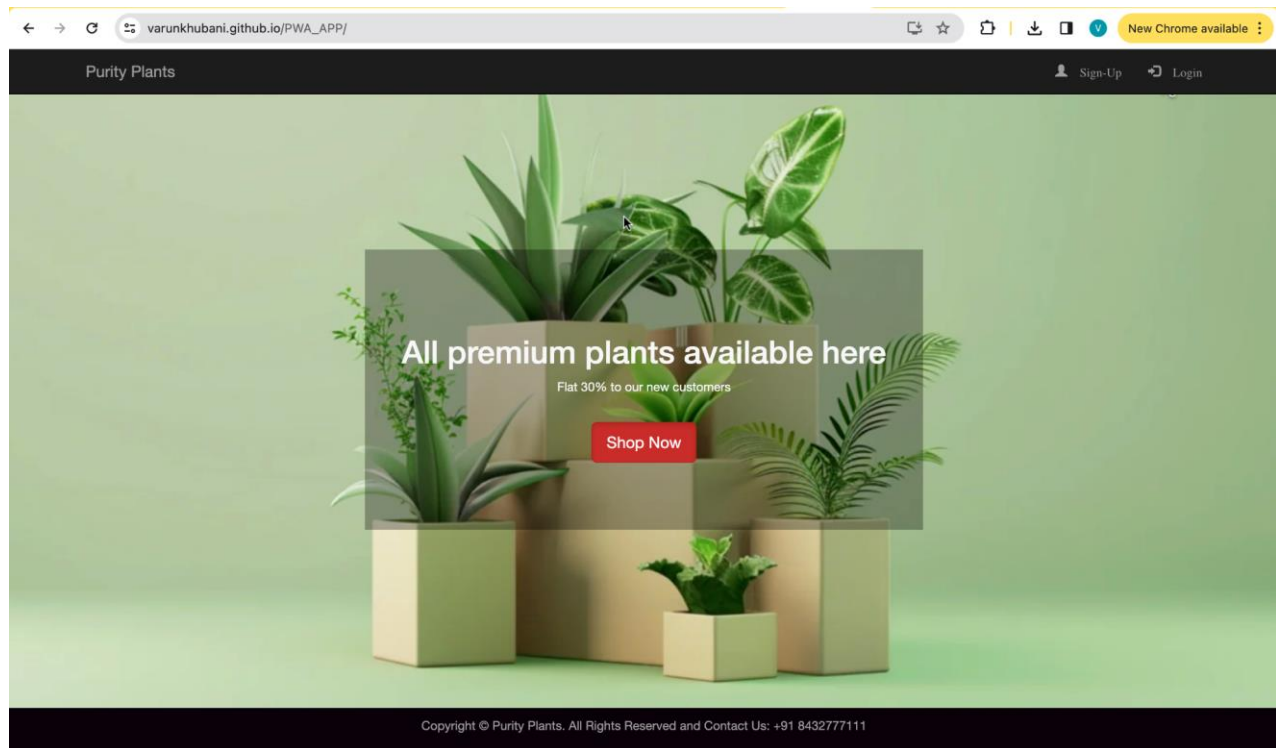 varunkhubani.github.io/PWA_APP/
V
New Chrome available
Purity Plants
Sign-Up
Login
All premium plants available here
Flat 30% to our new customers
Shop Now
Copyright © Purity Plants. All Rights Reserved and Contact Us: +91 8432777111